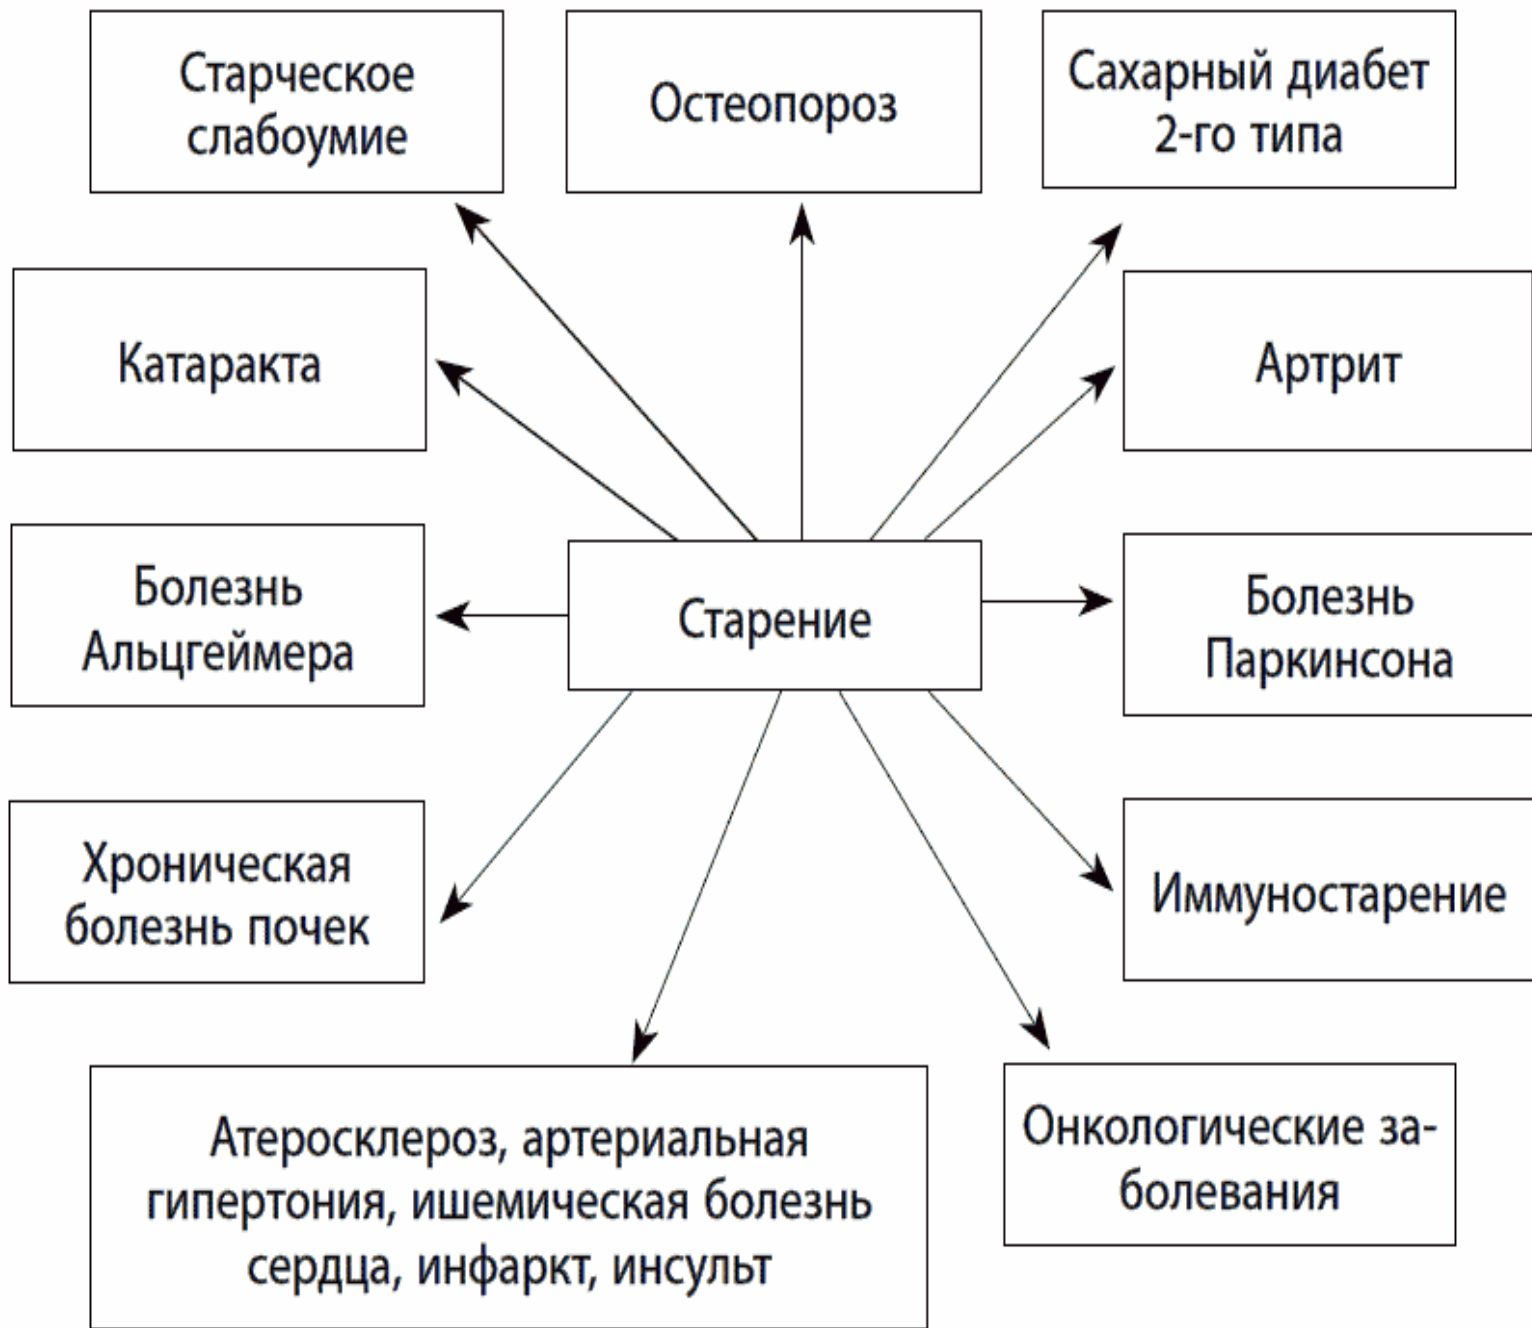 Старческое
слабоумие
Остеопороз
Сахарный диабет
2-го типа
Катаракта
Артрит
Болезнь
Альцгеймера
Старение
Болезнь
Паркинсона
Хроническая
болезнь почек
Иммуностарение
Атеросклероз, артериальная
гипертония, ишемическая болезнь
сердца, инфаркт, инсульт
Онкологические за-
болевания